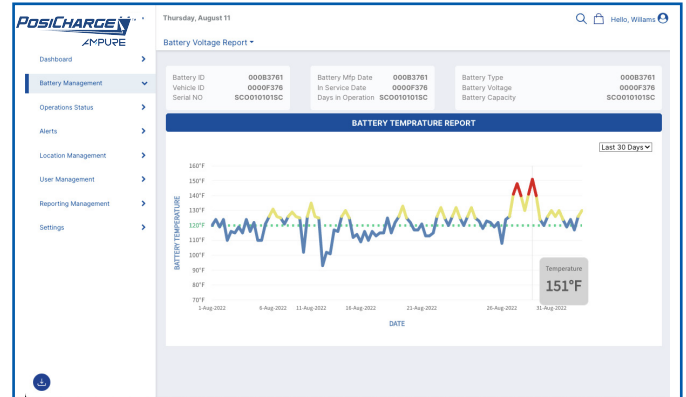 PosiCharge
AMPURE
Thursday, August 11
Hello, Willams
Battery Voltage Report
Dashboard
Battery Management
Operations Status
Alerts
Location Management
User Management
Reporting Management
Settings
Battery ID 000B3761
Vehicle ID 0000F376
Serial NO SCO010101SC
Battery Mfp Date 000B3761
In Service Date 0000F376
Days in Operation SCO010101SC
Battery Type 000B3761
Battery Voltage 0000F376
Battery Capacity SCO010101SC
BATTERY TEMPRATURE REPORT
Last 30 Days
BATTERY TEMPERATURE
160°F
150°F
140°F
130°F
120°F
110°F
100°F
90°F
80°F
70°F
Temperature
151°F
1-Aug-2022 6-Aug-2022 11-Aug-2022 16-Aug-2022 21-Aug-2022 26-Aug-2022 31-Aug-2022
DATE